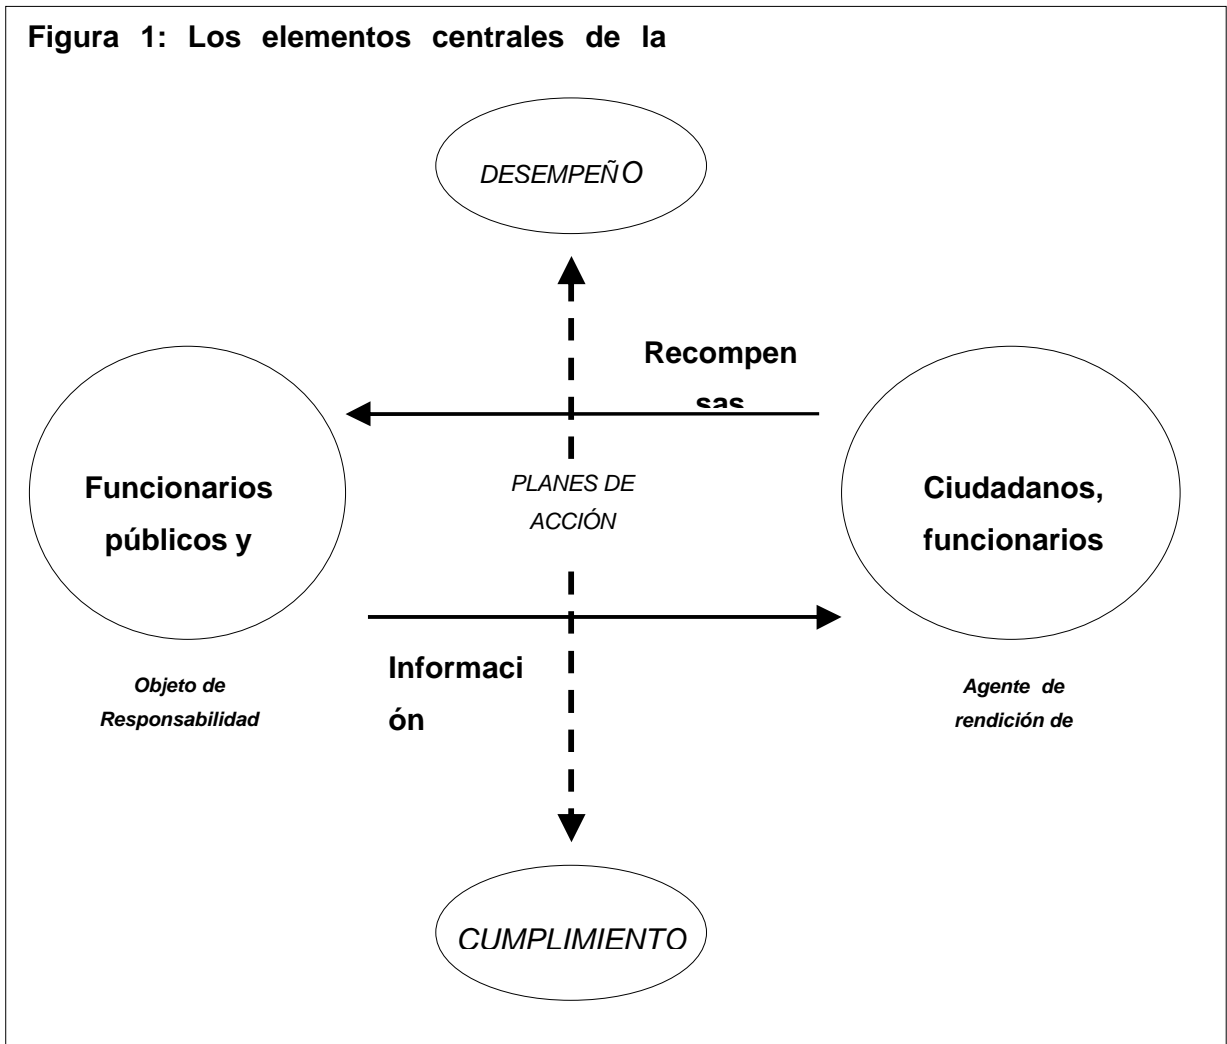 Figura 1: Los elementos centrales de la
DESEMPEÑO
Recompen
sas
Funcionarios
públicos y
PLANES DE
ACCIÓN
Ciudadanos,
funcionarios
Informaci
ón
Objeto de
Responsabilidad
Agente de
rendición de
CUMPLIMIENTO